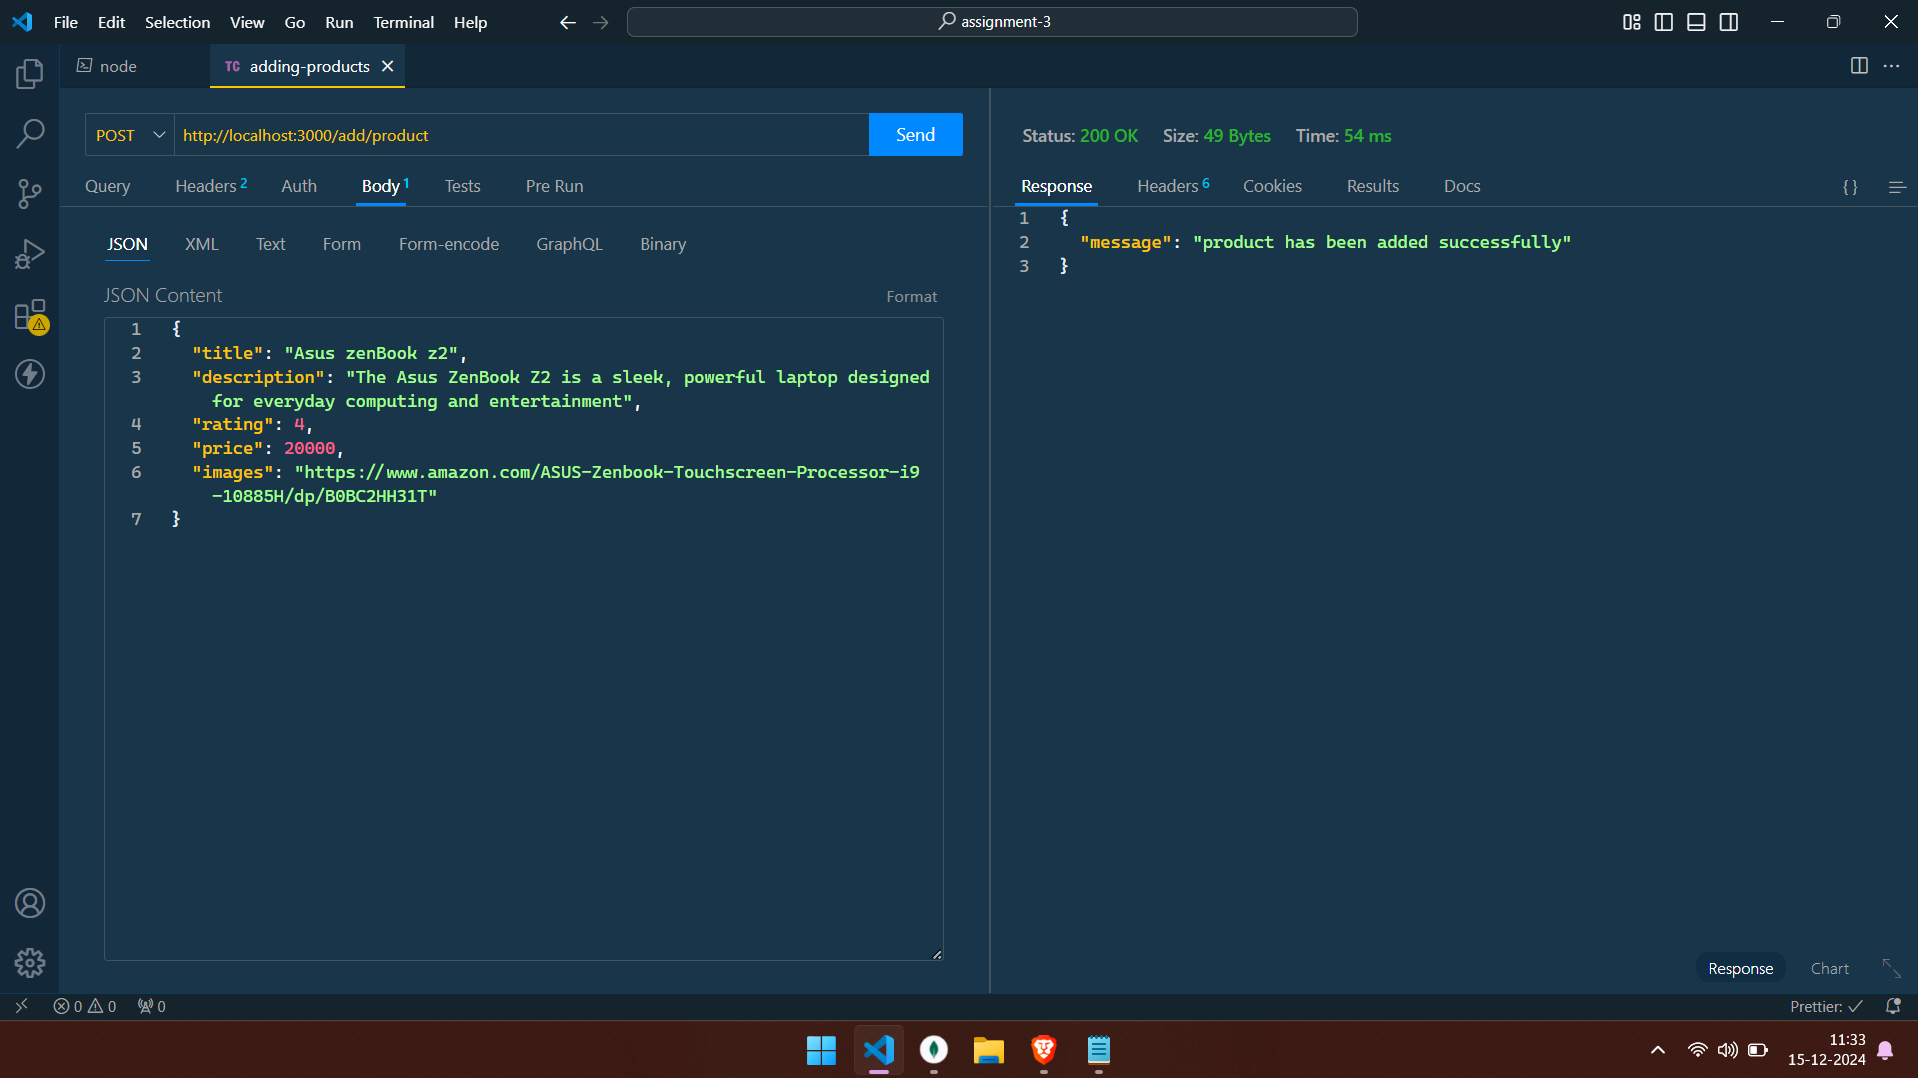 File Edit Selection View Go Run Terminal Help
assignment-3
node
TC adding-products
POST
http://localhost:3000/add/product
Send
Query Headers 2 Auth Body 1 Tests Pre Run
JSON XML Text Form Form-encode GraphQL Binary
JSON Content
Format
1 {
2 "title": "Asus zenBook z2",
3 "description": "The Asus ZenBook Z2 is a sleek, powerful laptop designed
for everyday computing and entertainment",
4 "rating": 4,
5 "price": 20000,
6 "images": "https://www.amazon.com/ASUS-Zenbook-Touchscreen-Processor-i9
-10885H/dp/B0BC2HH31T"
7 }
Status: 200 OK Size: 49 Bytes Time: 54 ms
Response Headers 6 Cookies Results Docs
{}
1 {
2 "message": "product has been added successfully"
3 }
Response Chart
0 0 0
Prettier:
11:33
15-12-2024